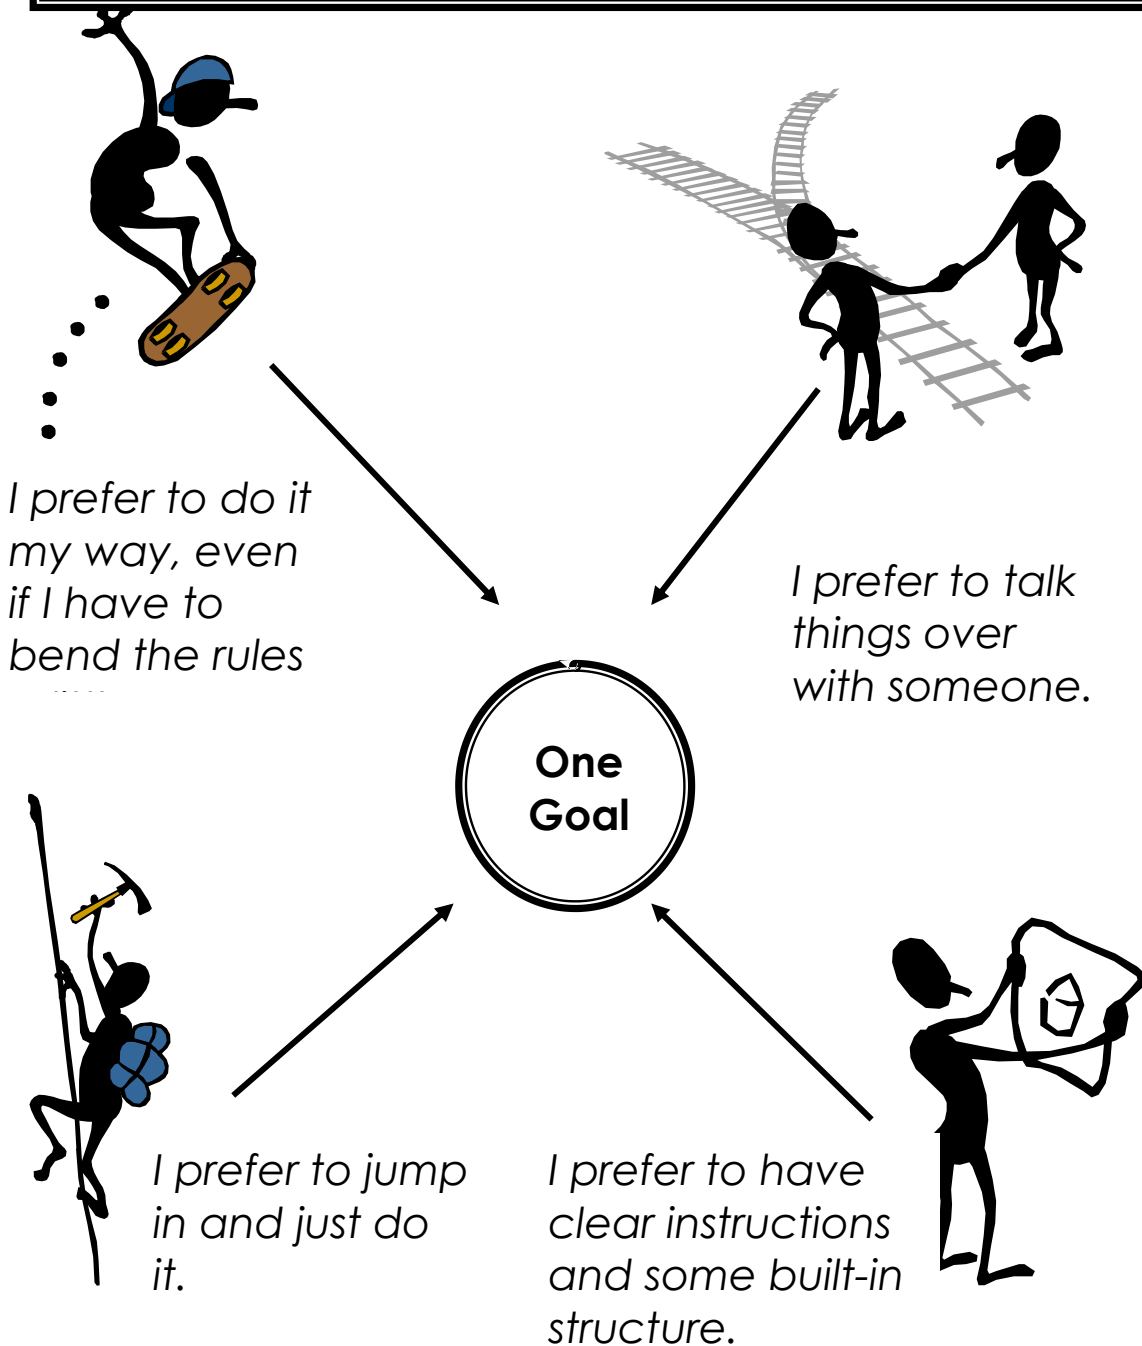 I prefer to do it
my way, even
if I have to
bend the rules
I prefer to talk
things over
with someone.
One
Goal
I prefer to jump
in and just do
it.
I prefer to have
clear instructions
and some built-in
structure.